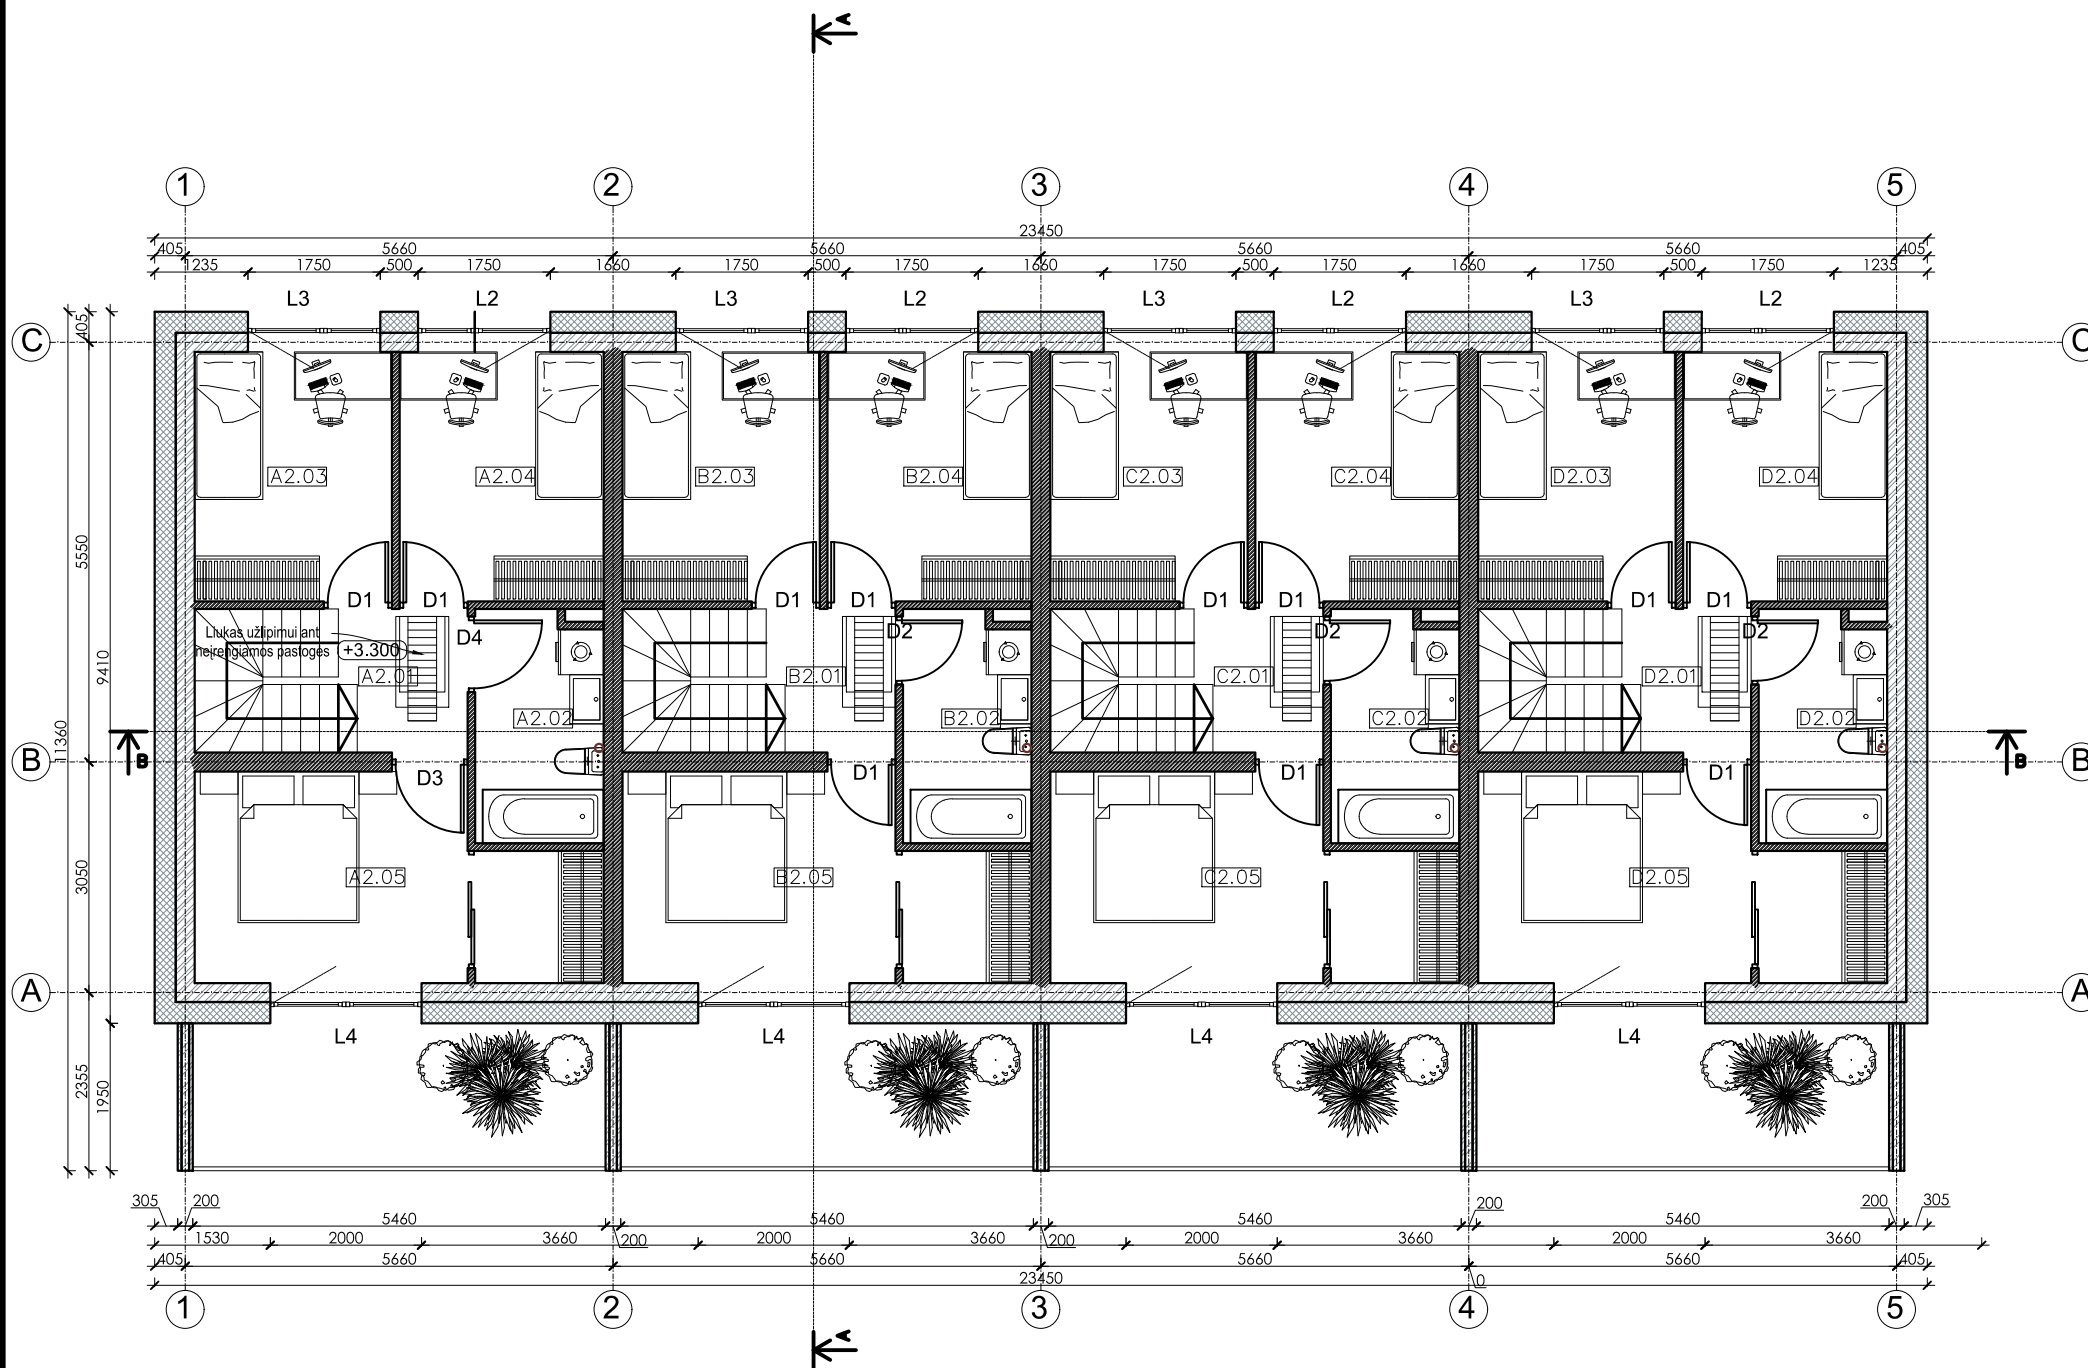 A
1 2 3 4 5
23450
405 5660 5660 5660 5660 405
1235 1750 500 1750 1660 1750 500 1750 1660 1750 500 1750 1660 1750 500 1750 1235
L3 L2 L3 L2 L3 L2 L3 L2
405
C C
A2.03 A2.04 B2.03 B2.04 C2.03 C2.04 D2.03 D2.04
5550
D1 D1 D1 D1 D1 D1 D1 D1
Liukas užlipimui ant D4 D2 D2 D2
neįrengiamos pastogės +3.300
9410
A2.01 B2.01 C2.01 D2.01
A2.02 B2.02 C2.02 D2.02
11360
B B
B B
D3 D1 D1 D1
3050
A2.05 B2.05 C2.05 D2.05
A A
L4 L4 L4 L4
2355
1950
305 200 200 200 305
5460 5460 5460 5460
1530 2000 3660 200 2000 3660 200 2000 3660 2000 3660
405 5660 5660 5660 5660 405
23450 0
1 2 3 4 5
A